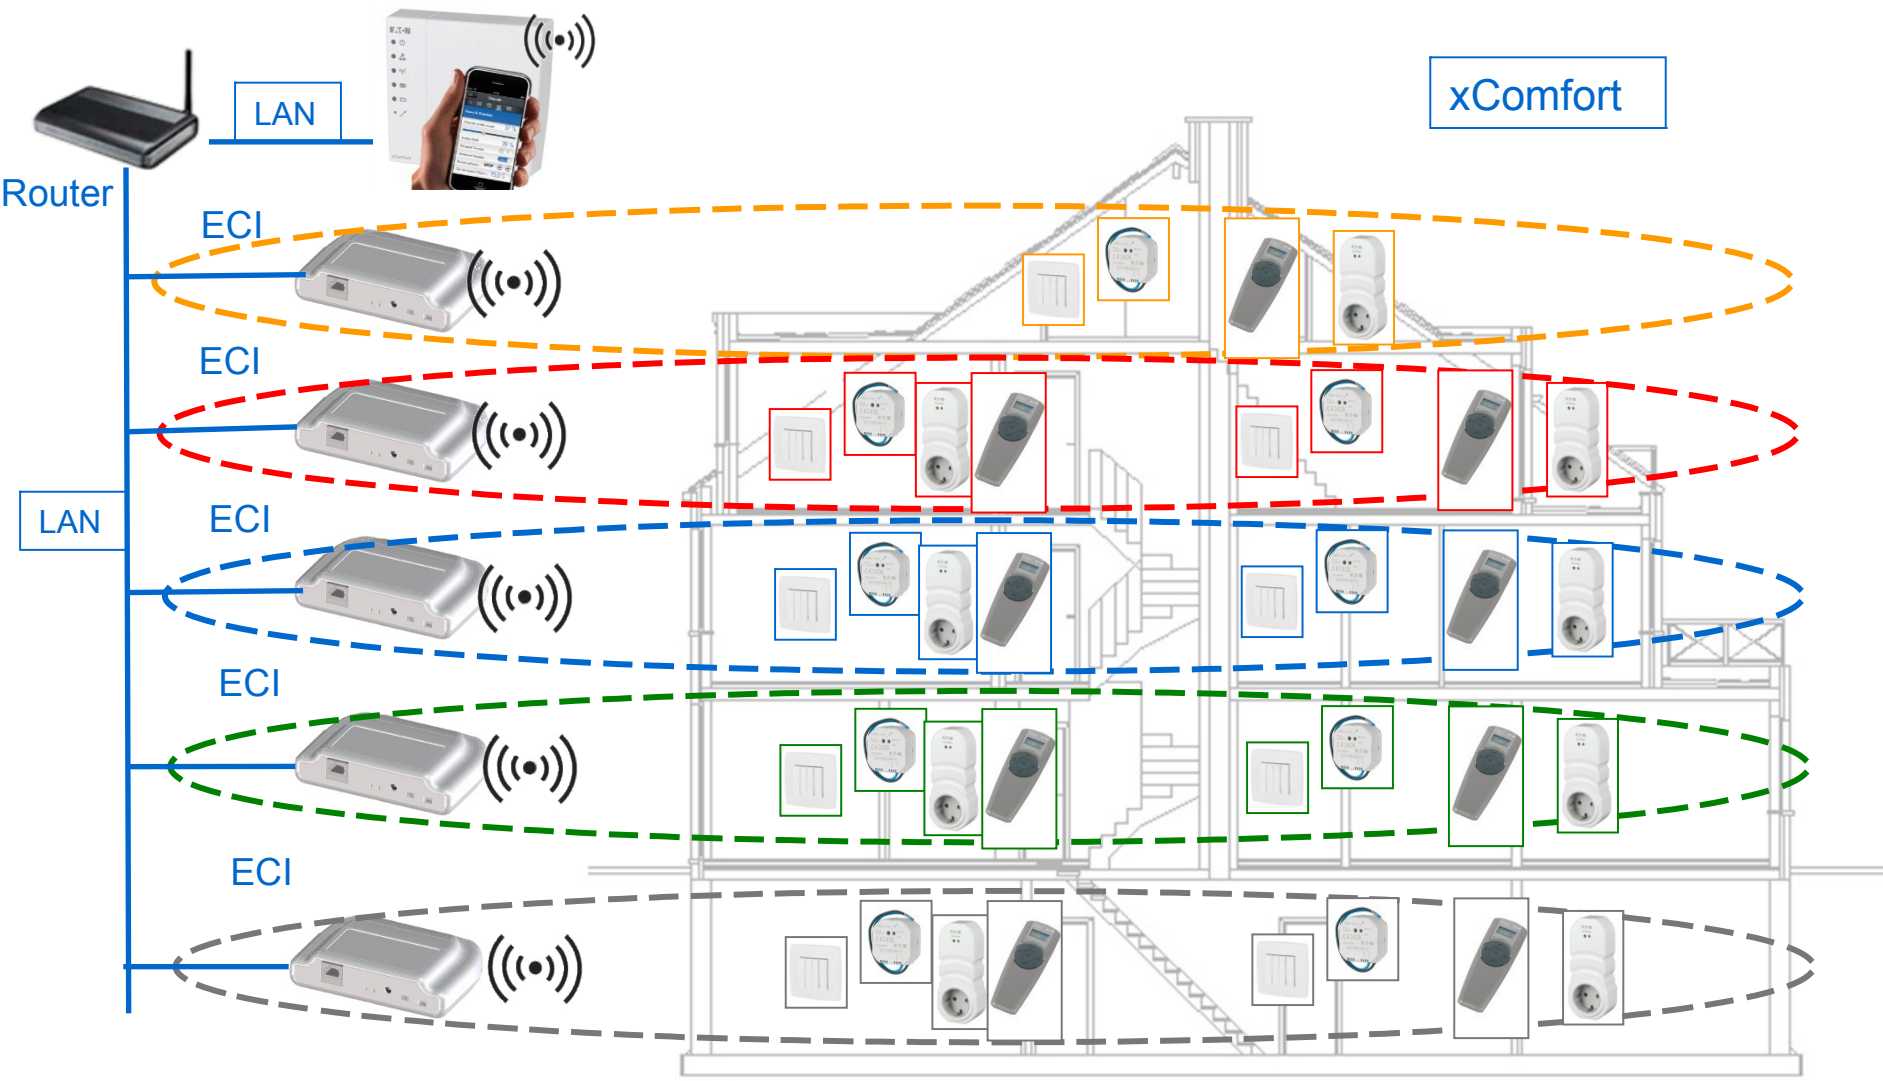 E·T·N
LAN
xComfort
Router
ECI
ECI
LAN
ECI
ECI
ECI